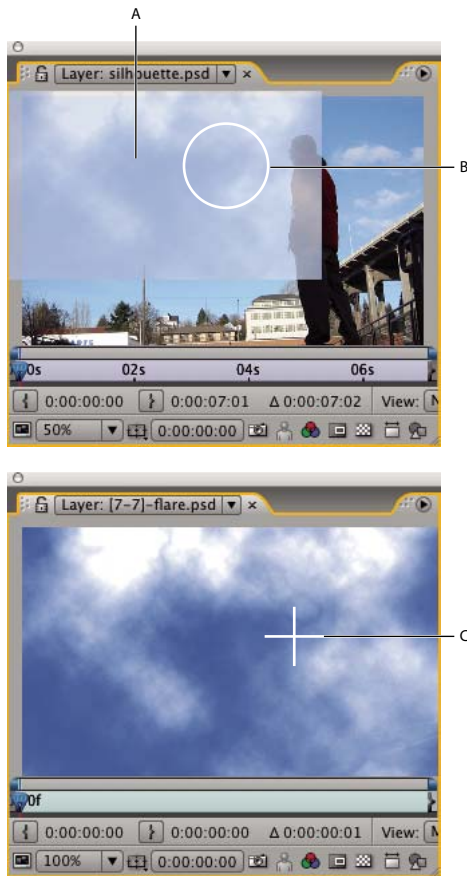 A
Layer: silhouette.psd
B
0s 02s 04s 06s
0:00:00:00 0:00:07:01 Δ 0:00:07:02 View:
50% 0:00:00:00
Layer: [7-7]-flare.psd
C
0f
0:00:00:00 0:00:00:00 Δ 0:00:00:01 View:
100% 0:00:00:00